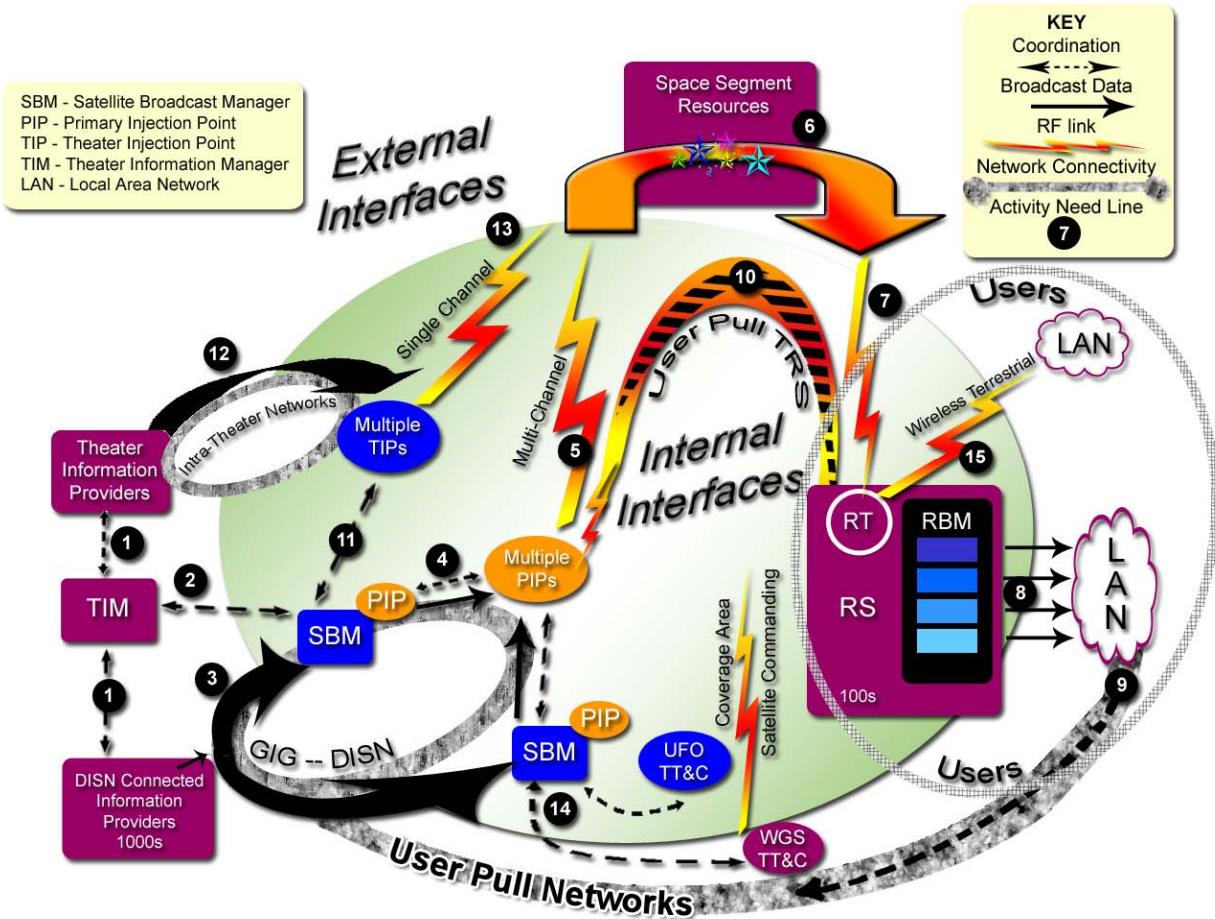 SBM - Satellite Broadcast Manager
PIP - Primary Injection Point
TIP - Theater Injection Point
TIM - Theater Information Manager
LAN - Local Area Network
External
Interfaces
Space Segment
Resources
6
KEY
Coordination
Broadcast Data
RF link
Network Connectivity
Activity Need Line
7
13
Single Channel
Multi-Channel
5
10
User Pull TRS
7
Users
LAN
Wireless Terrestrial
15
12
Intra-Theater Networks
Multiple
TIPs
Theater
Information
Providers
Internal
Interfaces
1
11
2
TIM
4
Multiple
PIPs
PIP
SBM
RT
RBM
RS
100s
8
L
A
N
9
1
3
GIG -- DISN
PIP
SBM
UFO
TT&C
Coverage Area
Satellite Commanding
Users
DISN Connected
Information
Providers
1000s
14
WGS
TT&C
User Pull Networks